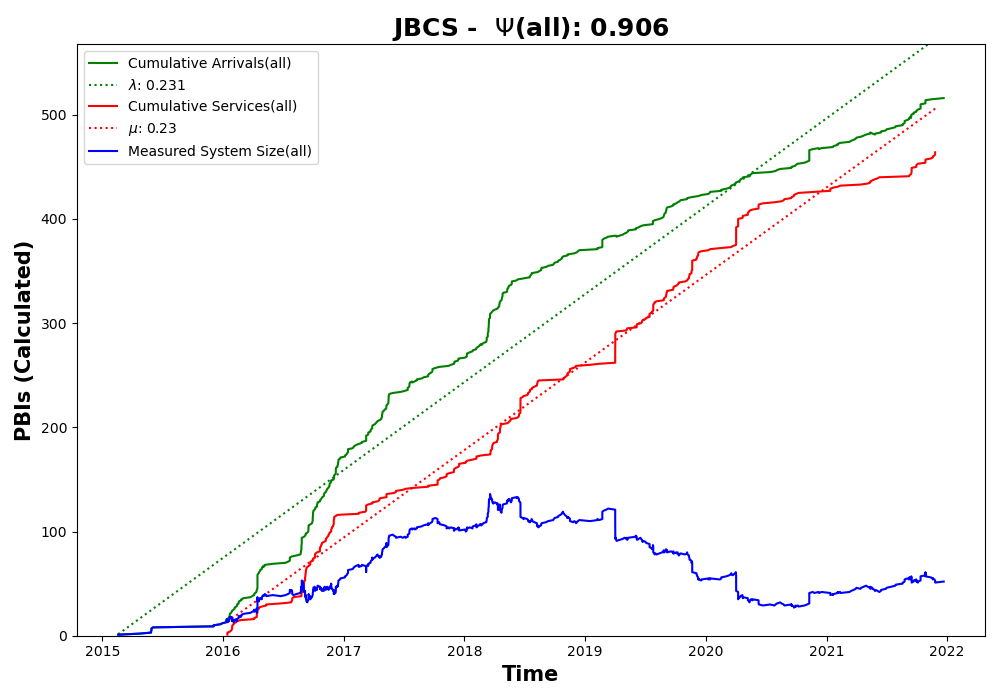 JBCS - Ψ(all): 0.906
Cumulative Arrivals(all)
λ: 0.231
Cumulative Services(all)
μ: 0.23
Measured System Size(all)
PBIs (Calculated)
500
400
300
200
100
0
2015 2016 2017 2018 2019 2020 2021 2022
Time